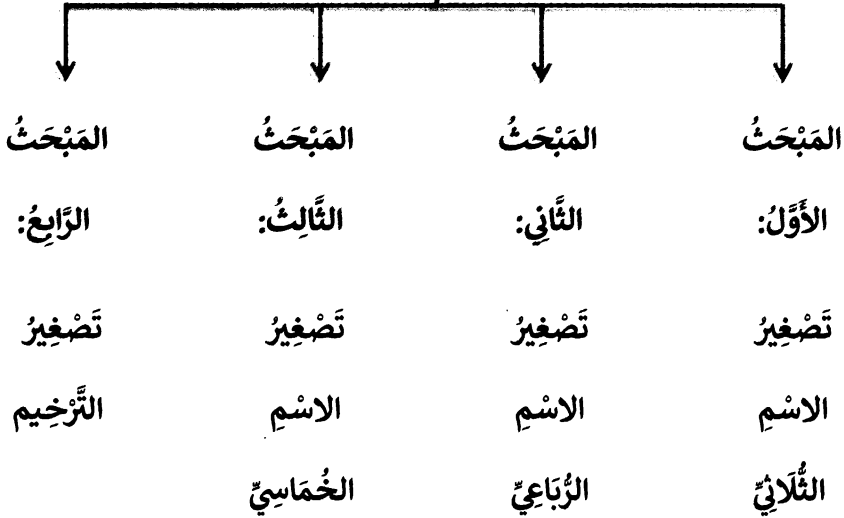 المَبْحَثُ
الأَوَّلُ:
تَصْغِيرُ
الاسْمِ
الثُّلَاثِيِّ
المَبْحَثُ
الثَّانِي:
تَصْغِيرُ
الاسْمِ
الرُّبَاعِيِّ
المَبْحَثُ
الثَّالِثُ:
تَصْغِيرُ
الاسْمِ
الخُمَاسِيِّ
المَبْحَثُ
الرَّابِعُ:
تَصْغِيرُ
التَّرْخِيم